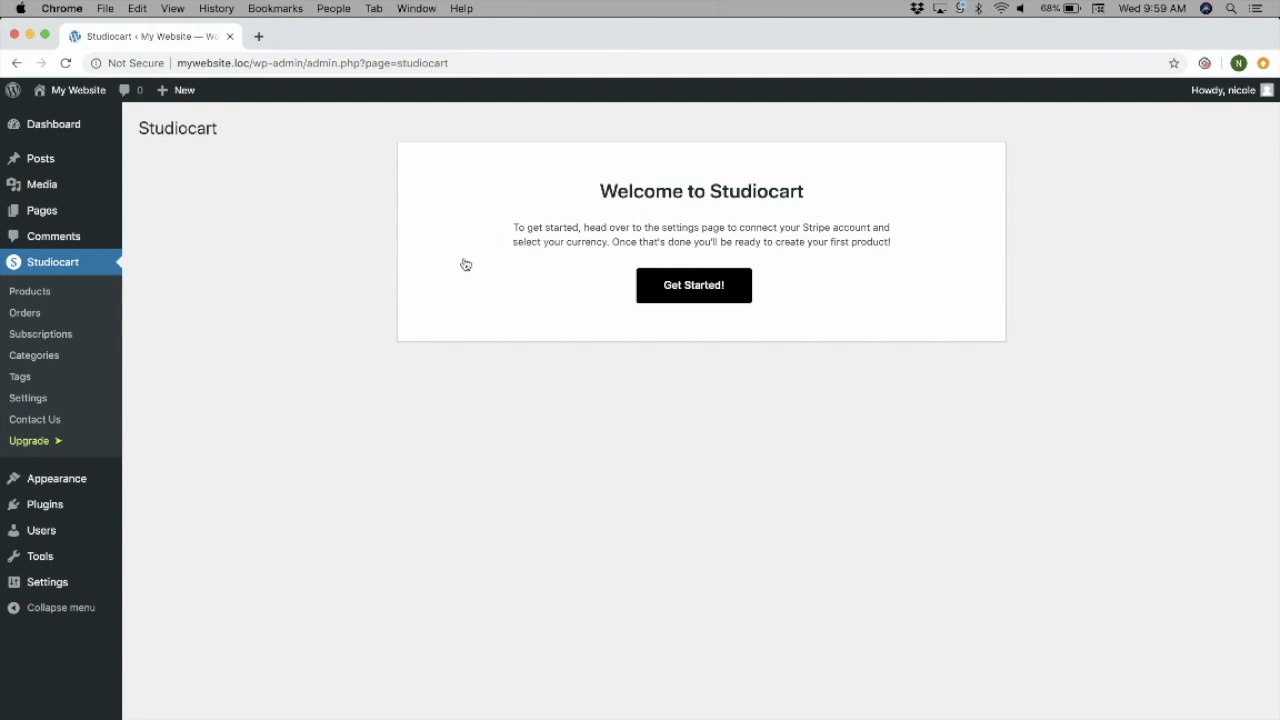 Chrome File Edit View History Bookmarks People Tab Window Help 68% Wed 9:59 AM
Studiocart ‹ My Website — Wo
Not Secure mywebsite.loc/wp-admin/admin.php?page=studiocart N
My Website 0 New Howdy, nicole
Dashboard
Posts
Media
Pages
Comments
S Studiocart
Products
Orders
Subscriptions
Categories
Tags
Settings
Contact Us
Upgrade ➤
Appearance
Plugins
Users
Tools
Settings
Collapse menu
Studiocart
Welcome to Studiocart
To get started, head over to the settings page to connect your Stripe account and
select your currency. Once that's done you'll be ready to create your first product!
Get Started!